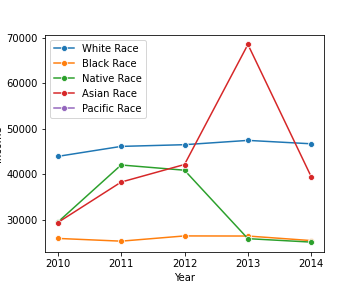 70000
60000
50000
40000
30000
White Race
Black Race
Native Race
Asian Race
Pacific Race
2010 2011 2012 2013 2014
Year